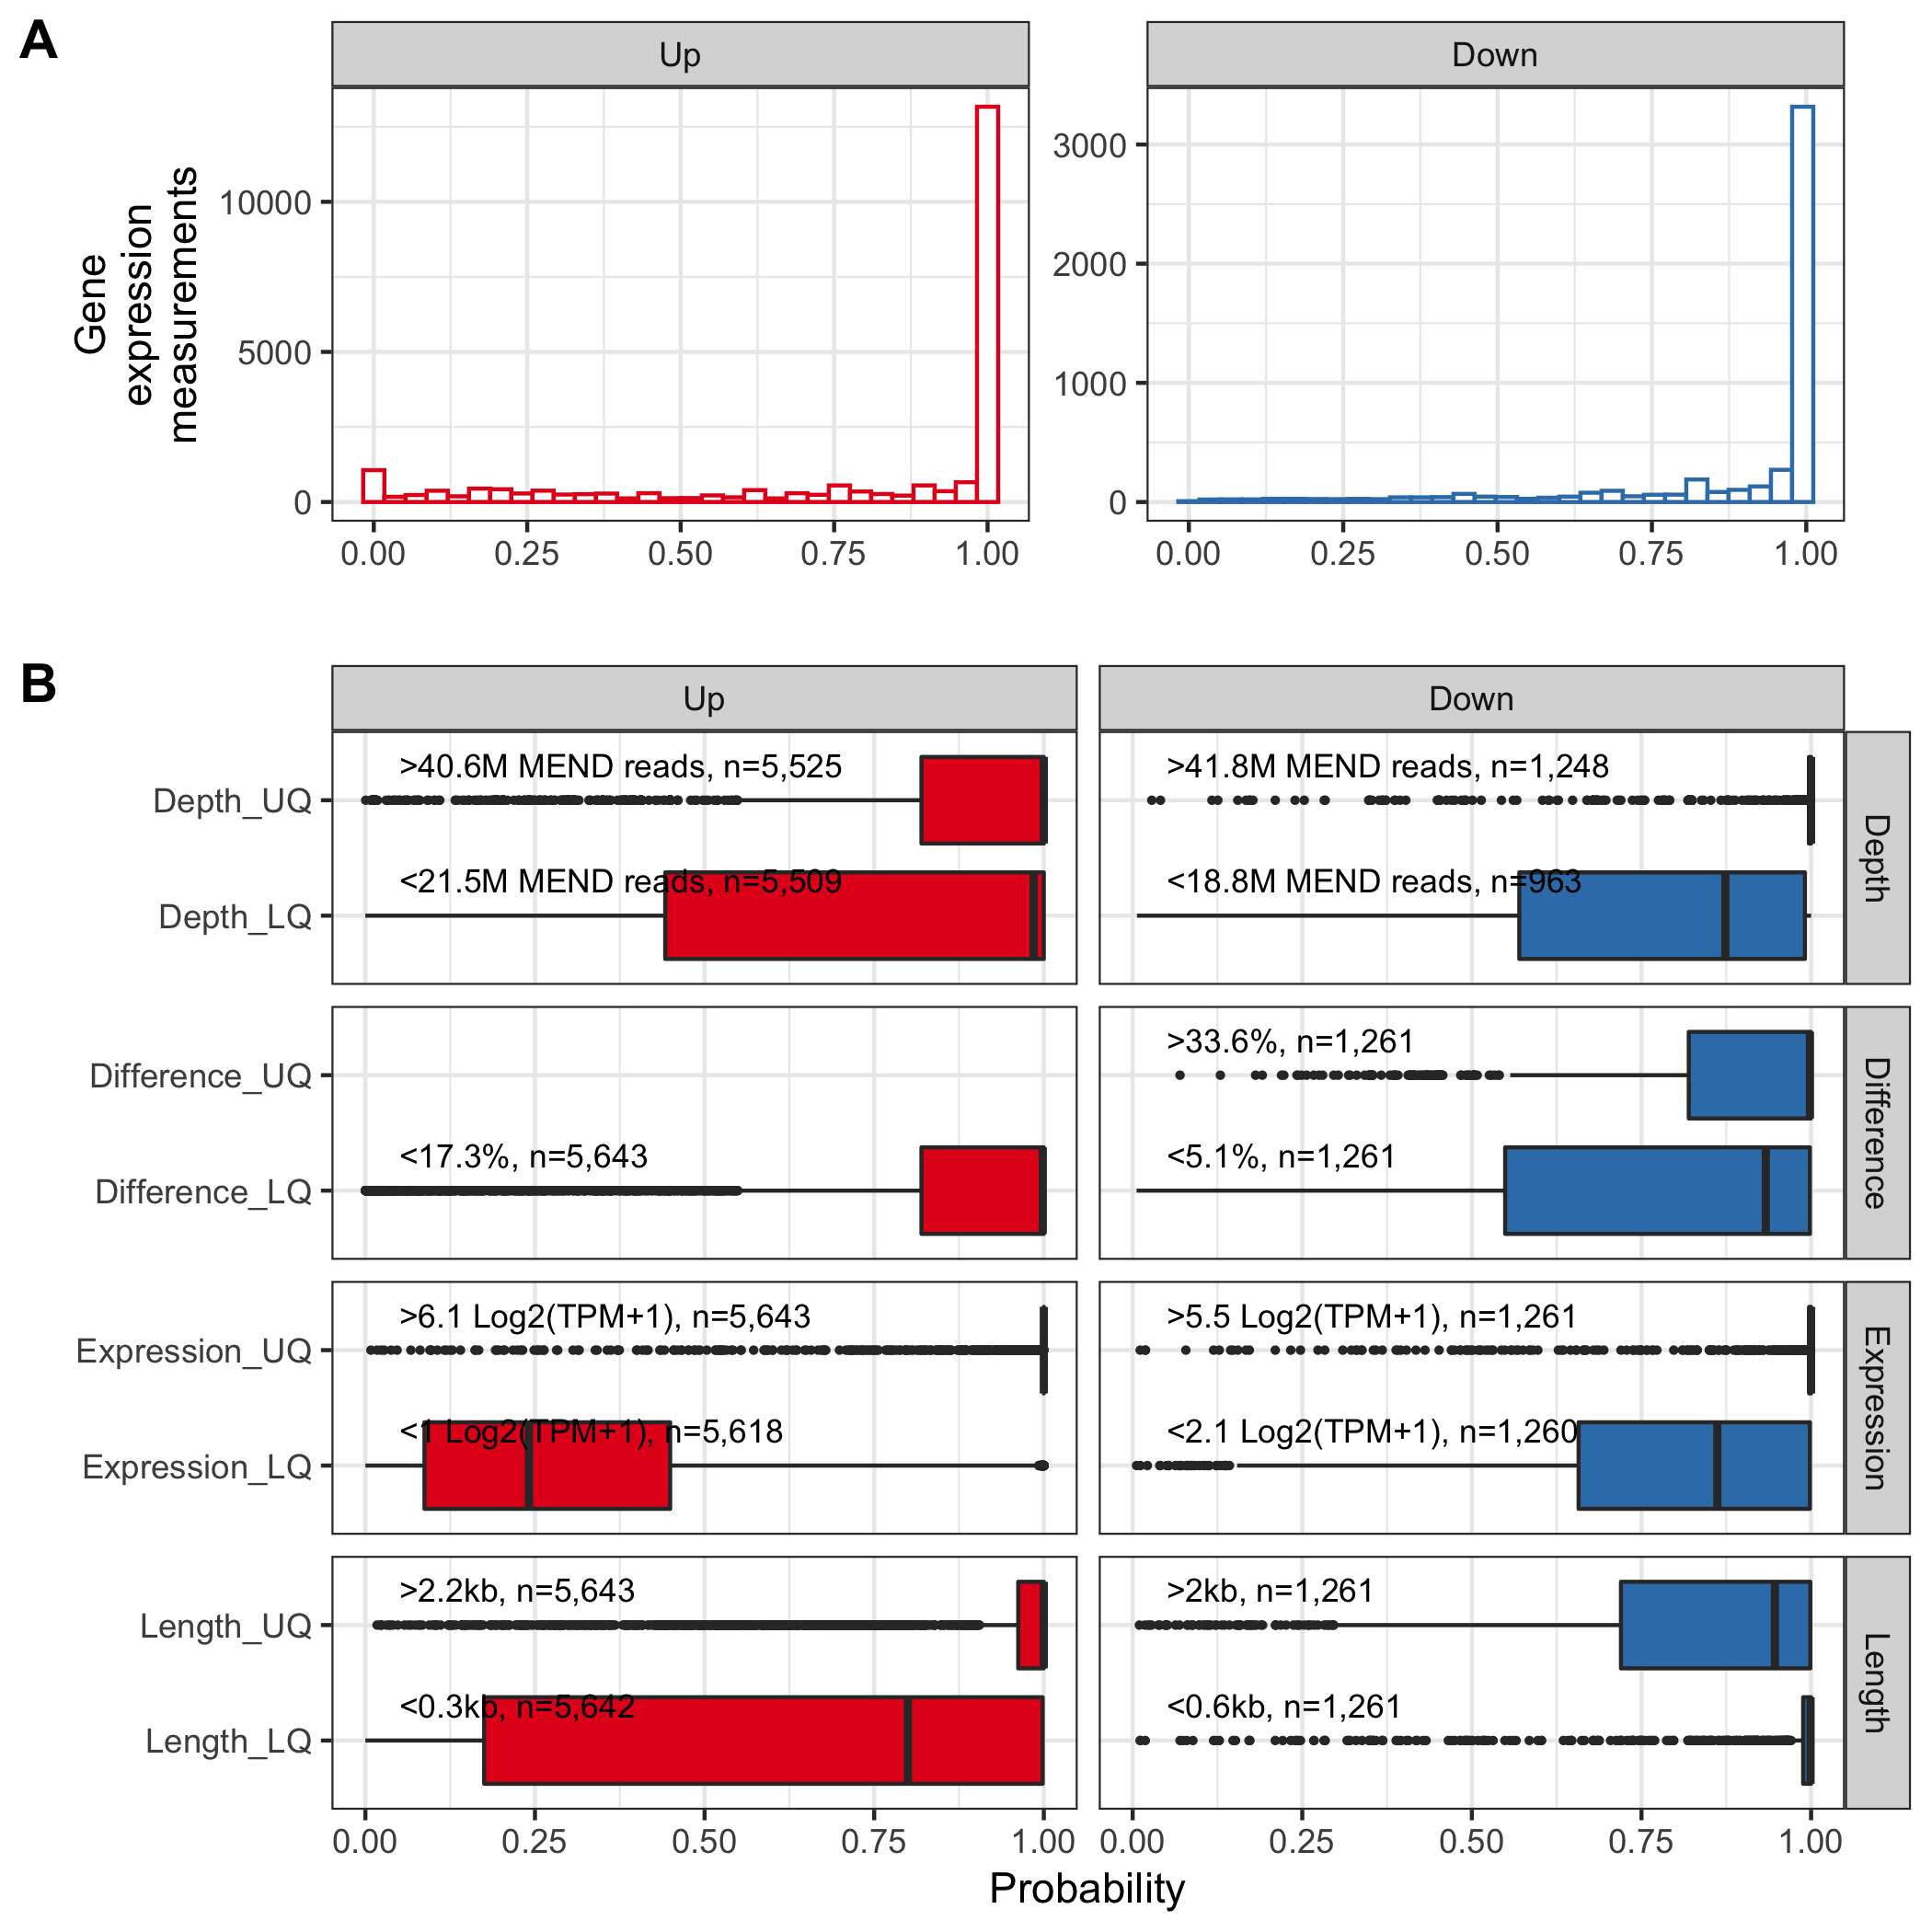 A
Up
Down
Gene
expression
measurements
10000
5000
0
3000
2000
1000
0
0.00 0.25 0.50 0.75 1.00
0.00 0.25 0.50 0.75 1.00
B
Up
Down
Depth_UQ
>40.6M MEND reads, n=5,525
>41.8M MEND reads, n=1,248
Depth_LQ
<21.5M MEND reads, n=5,509
<18.8M MEND reads, n=963
Depth
Difference_UQ
>33.6%, n=1,261
Difference_LQ
<17.3%, n=5,643
<5.1%, n=1,261
Difference
Expression_UQ
>6.1 Log2(TPM+1), n=5,643
>5.5 Log2(TPM+1), n=1,261
Expression_LQ
<1 Log2(TPM+1), n=5,618
<2.1 Log2(TPM+1), n=1,260
Expression
Length_UQ
>2.2kb, n=5,643
>2kb, n=1,261
Length_LQ
<0.3kb, n=5,642
<0.6kb, n=1,261
Length
0.00 0.25 0.50 0.75 1.00
0.00 0.25 0.50 0.75 1.00
Probability